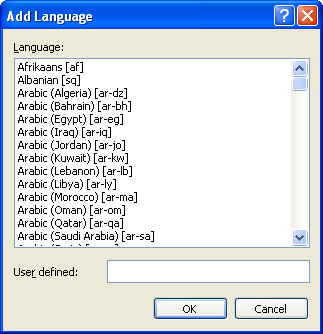 Add Language
Language:
Afrikaans [af]
Albanian [sq]
Arabic (Algeria) [ar-dz]
Arabic (Bahrain) [ar-bh]
Arabic (Egypt) [ar-eg]
Arabic (Iraq) [ar-iq]
Arabic (Jordan) [ar-jo]
Arabic (Kuwait) [ar-kw]
Arabic (Lebanon) [ar-lb]
Arabic (Libya) [ar-ly]
Arabic (Morocco) [ar-ma]
Arabic (Oman) [ar-om]
Arabic (Qatar) [ar-qa]
Arabic (Saudi Arabia) [ar-sa]
User defined:
OK Cancel